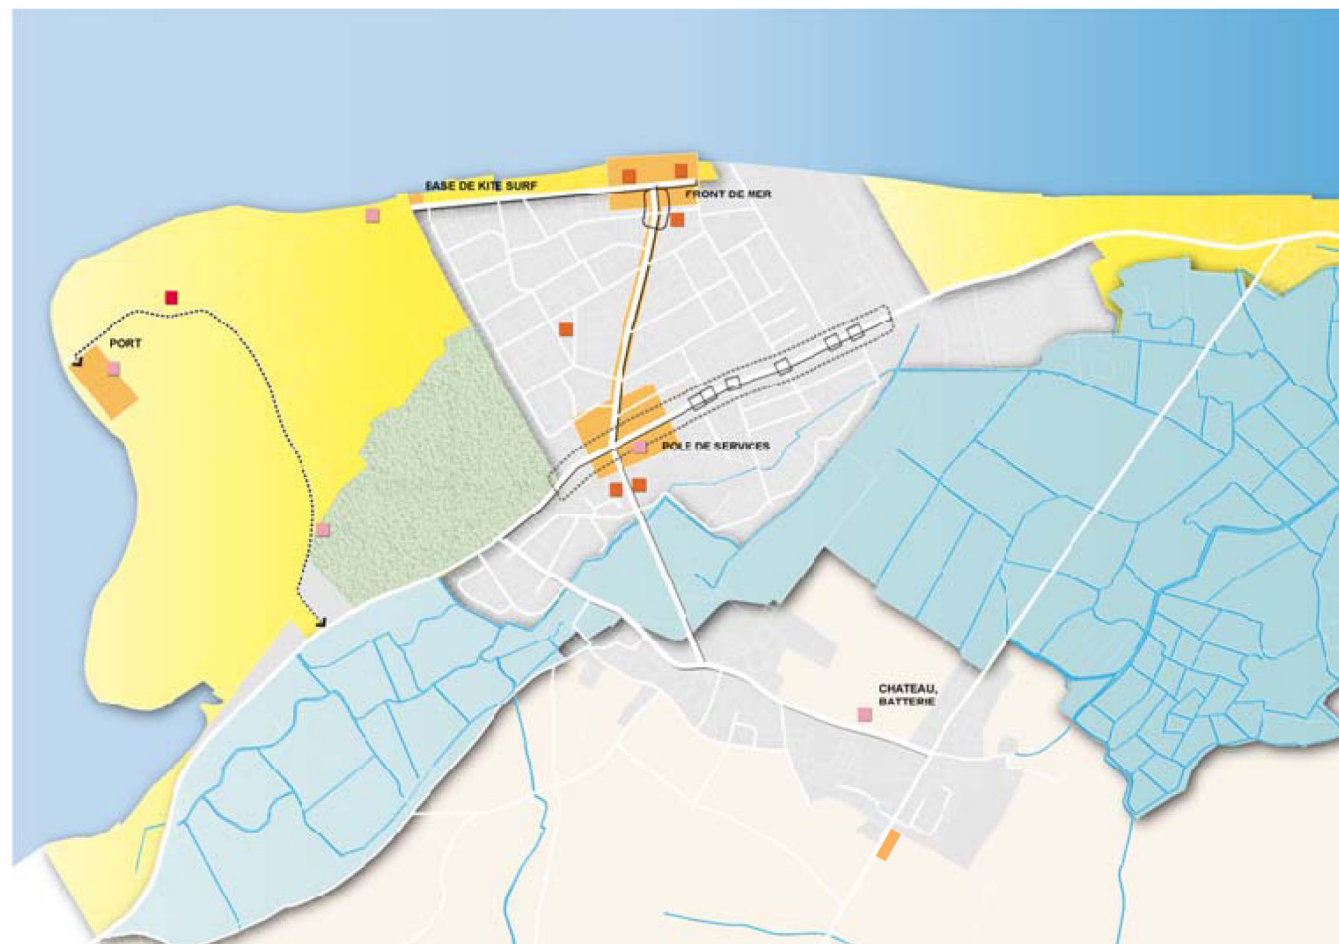 BASE DE KITE SURF
FRONT DE MER
PORT
POLE DE SERVICES
CHATEAU,
BATTERIE